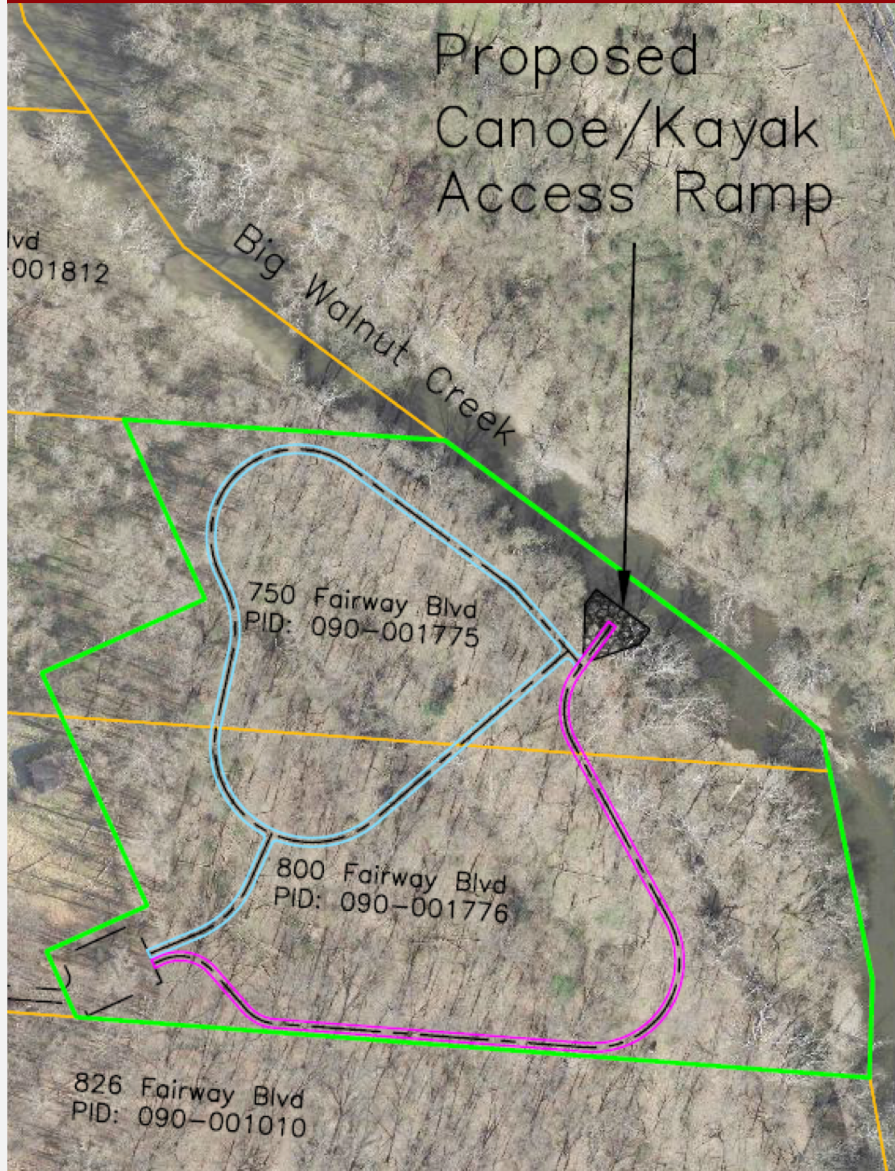 Proposed
Canoe/Kayak
Access Ramp
Big Walnut Creek
lvd
-001812
750 Fairway Blvd
PID: 090-001775
800 Fairway Blvd
PID: 090-001776
826 Fairway Blvd
PID: 090-001010